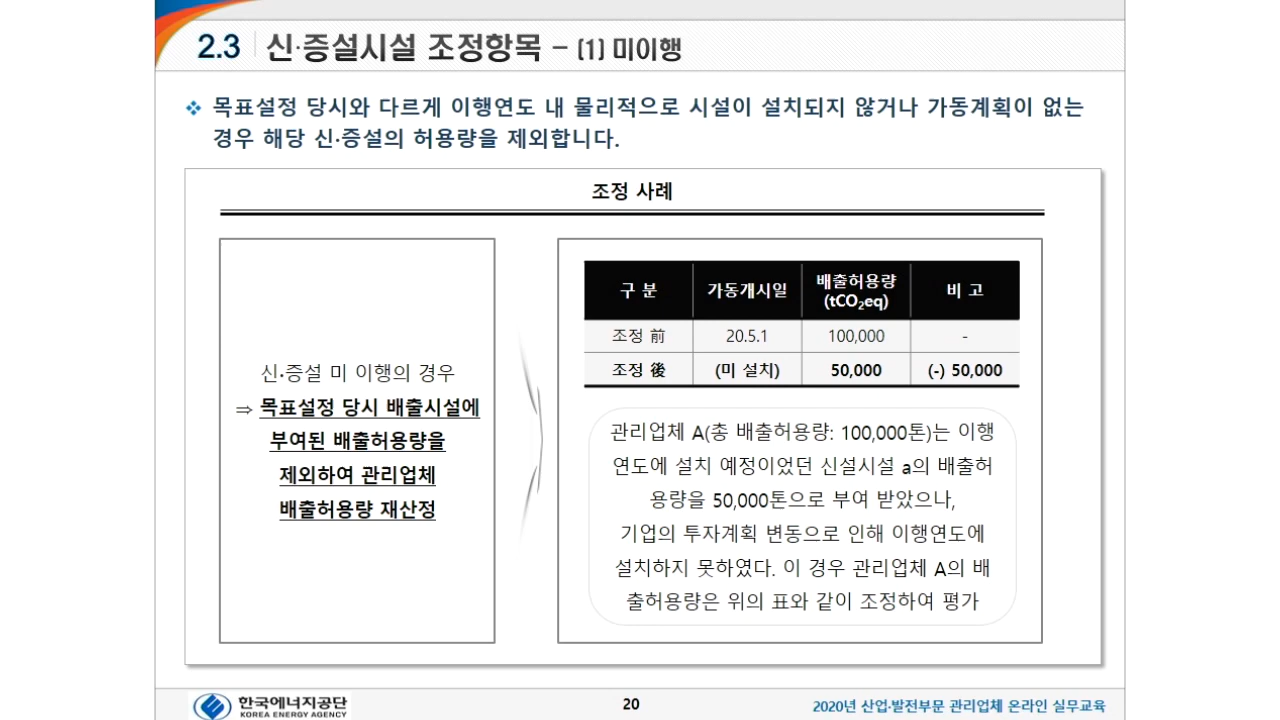 2.3 신·증설시설 조정항목 – (1) 미이행
❖ 목표설정 당시와 다르게 이행연도 내 물리적으로 시설이 설치되지 않거나 가동계획이 없는
경우 해당 신·증설의 허용량을 제외합니다.
조정 사례
신·증설 미 이행의 경우
⇒ 목표설정 당시 배출시설에
부여된 배출허용량을
제외하여 관리업체
배출허용량 재산정
구 분 가동개시일 배출허용량 (tCO₂eq) 비 고
조정 前 20.5.1 100,000 -
조정 後 (미 설치) 50,000 (-) 50,000
관리업체 A(총 배출허용량: 100,000톤)는 이행
연도에 설치 예정이었던 신설시설 a의 배출허
용량을 50,000톤으로 부여 받았으나,
기업의 투자계획 변동으로 인해 이행연도에
설치하지 못하였다. 이 경우 관리업체 A의 배
출허용량은 위의 표와 같이 조정하여 평가
한국에너지공단
KOREA ENERGY AGENCY
20
2020년 산업·발전부문 관리업체 온라인 실무교육